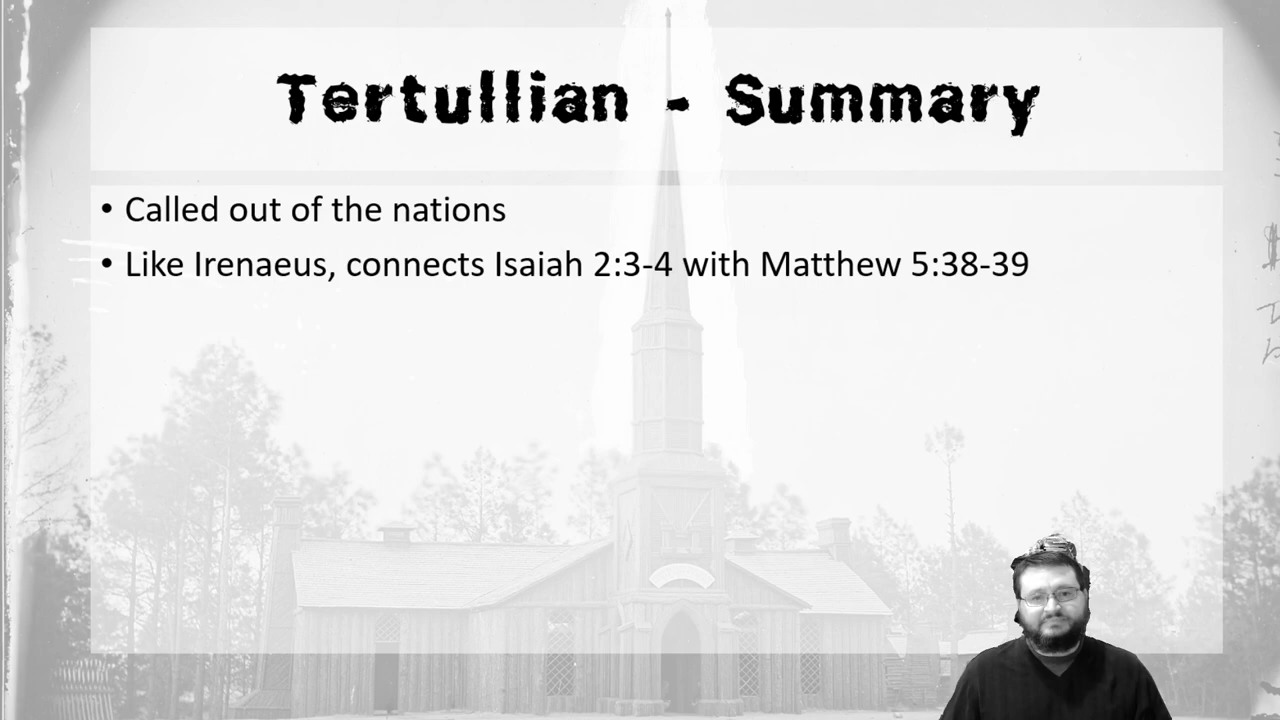 Tertullian - Summary
• Called out of the nations
• Like Irenaeus, connects Isaiah 2:3-4 with Matthew 5:38-39